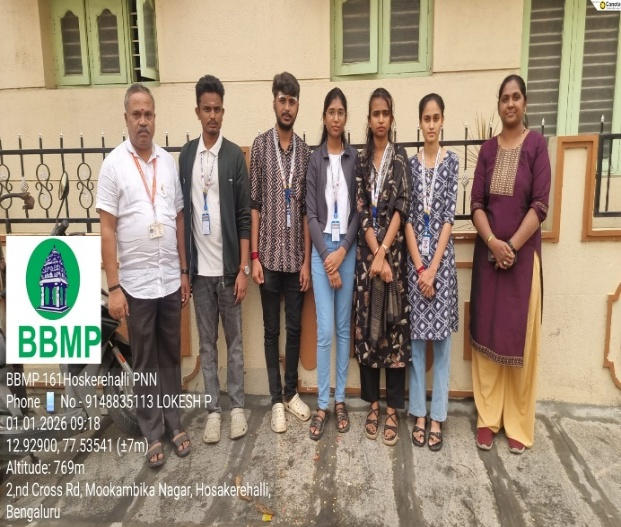 Canota
BBMP
BBMP 161Hoskerehalli PNN
Phone No - 9148835113 LOKESH P
01.01.2026 09:18
12.92900, 77.53541 (±7m)
Altitude: 769m
2,nd Cross Rd, Mookambika Nagar, Hosakerehalli,
Bengaluru